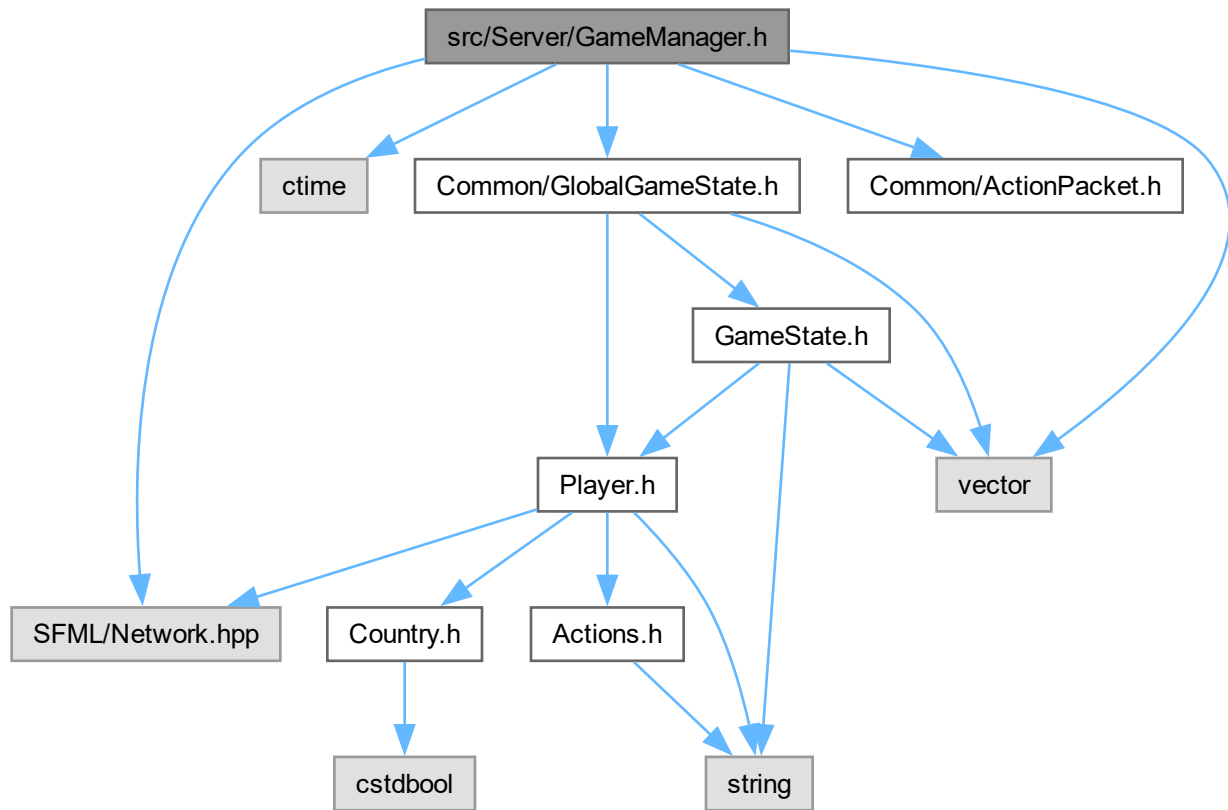 src/Server/GameManager.h
ctime
Common/GlobalGameState.h
Common/ActionPacket.h
GameState.h
Player.h
vector
SFML/Network.hpp
Country.h
Actions.h
cstdbool
string